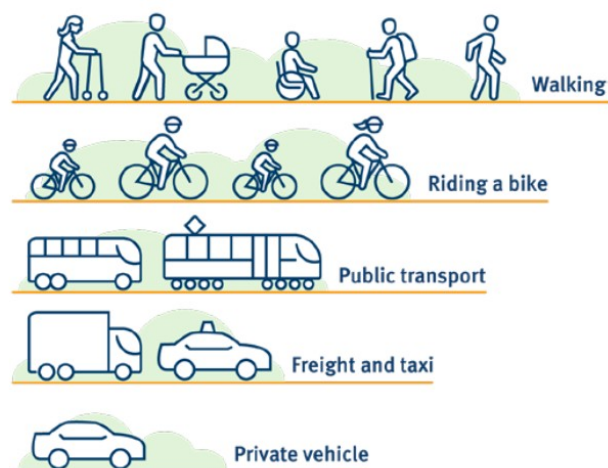 Walking
Riding a bike
Public transport
Freight and taxi
Private vehicle